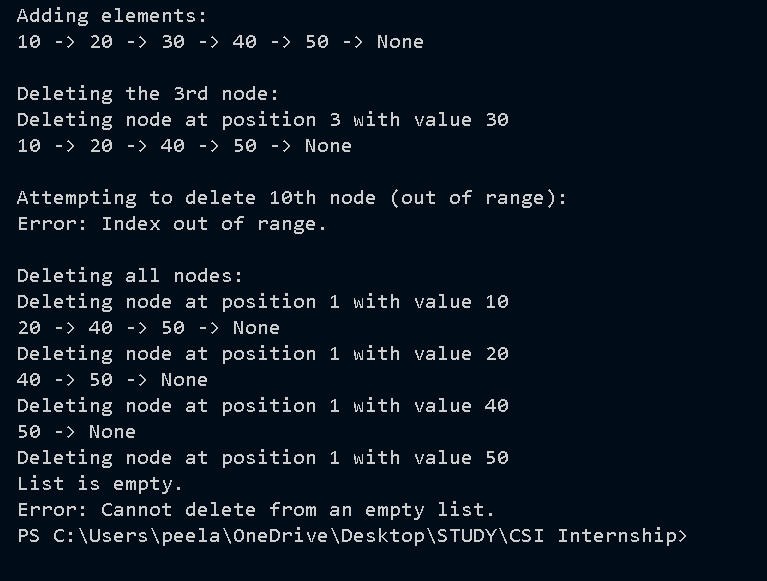 Adding elements:
10 -> 20 -> 30 -> 40 -> 50 -> None
Deleting the 3rd node:
Deleting node at position 3 with value 30
10 -> 20 -> 40 -> 50 -> None
Attempting to delete 10th node (out of range):
Error: Index out of range.
Deleting all nodes:
Deleting node at position 1 with value 10
20 -> 40 -> 50 -> None
Deleting node at position 1 with value 20
40 -> 50 -> None
Deleting node at position 1 with value 40
50 -> None
Deleting node at position 1 with value 50
List is empty.
Error: Cannot delete from an empty list.
PS C:\Users\peela\OneDrive\Desktop\STUDY\CSI Internship>